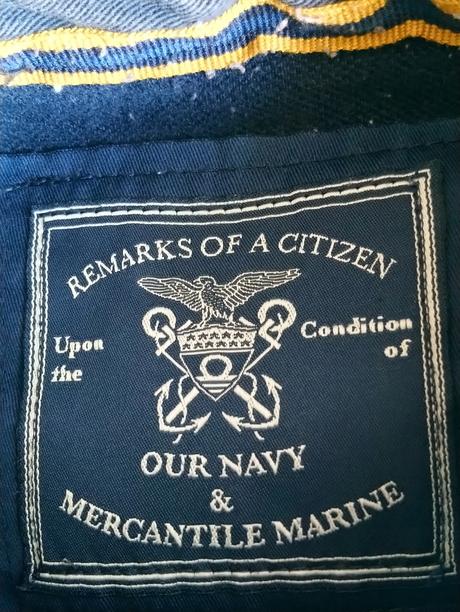 REMARKS OF A CITIZEN
Upon the
Condition of
OUR NAVY
&
MERCANTILE MARINE